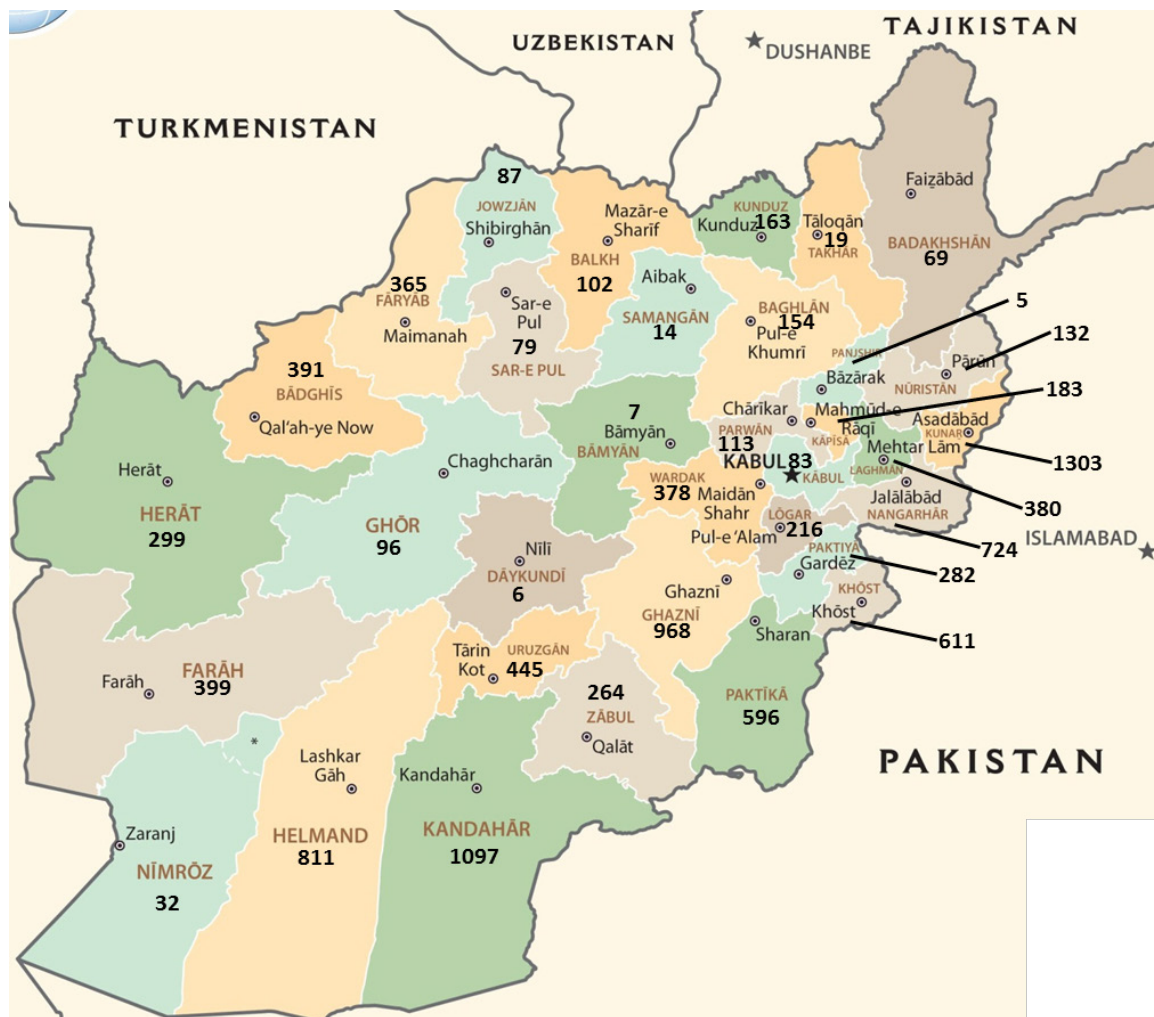 UZBEKISTAN
TAJIKISTAN
DUSHANBE
TURKMENISTAN
87
JOWZJĀN
Shibirghān
Mazār-e
Sharīf
BALKH
102
KUNDUZ
Kunduz 163
Tāloqān
19
TAKHĀR
Faiẓābād
BADAKHSHĀN
69
365
FĀRYĀB
Maimanah
Sar-e
Pul
79
SAR-E PUL
Aibak
SAMANGĀN
14
BAGHLĀN
154
Pul-e
Khumrī
5
132
183
1303
380
724
282
611
PANJSHIR
Bāzārak
Pārūn
NŪRISTĀN
391
BĀDGHĪS
Qal'ah-ye Now
7
Bāmyān
BĀMYĀN
Chārīkar
PARWĀN
113
Mahmūd-e
Rāqī
KĀPĪSĀ
Asadābād
KUNAR
Mehtar
Lām
LAGHMĀN
KABUL 83
KĀBUL
Jalālābād
NANGARHĀR
ISLAMABAD
Herāt
HERĀT
299
Chaghcharān
GHŌR
96
WARDAK
378
Maidān
Shahr
LŌGAR
216
Pul-e 'Alam
PAKTIYĀ
Gardēz
KHŌST
Khōst
Nīlī
DĀYKUNDĪ
6
Ghaznī
GHAZNĪ
968
Sharan
PAKTĪKĀ
596
FARĀH
399
Farāh
Tārin
Kot
URUZGĀN
445
264
ZĀBUL
Qalāt
*
Lashkar
Gāh
Kandahār
PAKISTAN
Zaranj
NĪMRŌZ
32
HELMAND
811
KANDAHĀR
1097